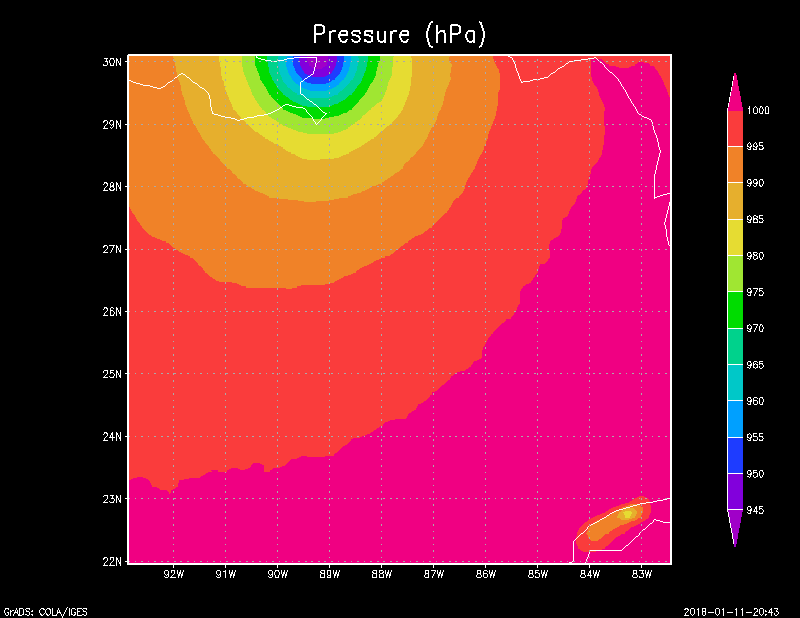 Pressure (hPa)
30N
29N
28N
27N
26N
25N
24N
23N
22N
92W 91W 90W 89W 88W 87W 86W 85W 84W 83W
1000
995
990
985
980
975
970
965
960
955
950
945
GrADS: COLA/IGES
2018-01-11-20:43